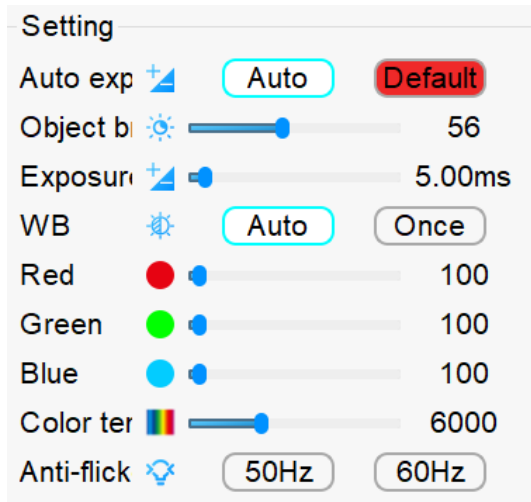 Setting
Auto exp Auto Default
Object br 56
Exposure 5.00ms
WB Auto Once
Red 100
Green 100
Blue 100
Color ter 6000
Anti-flick 50Hz 60Hz